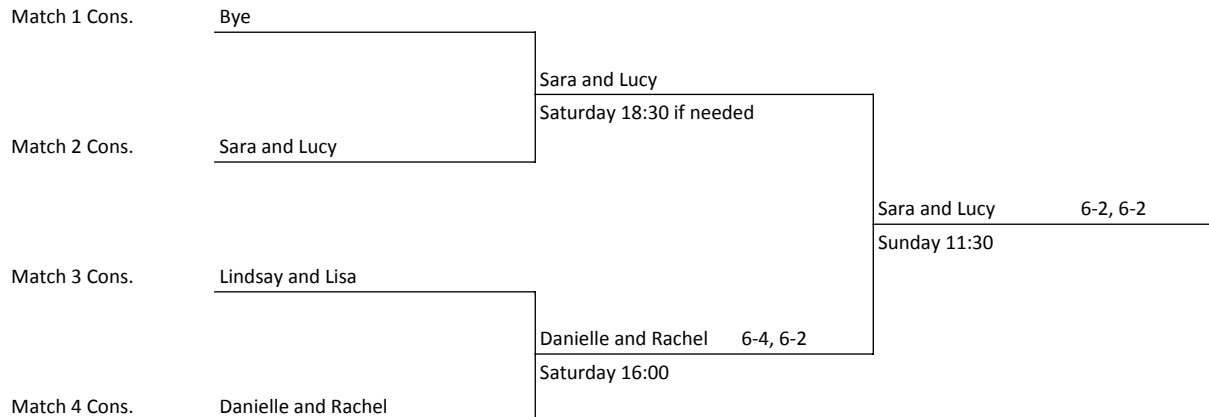 Match 1 Cons. Bye
Sara and Lucy
Saturday 18:30 if needed
Match 2 Cons. Sara and Lucy
Sara and Lucy 6-2, 6-2
Sunday 11:30
Match 3 Cons. Lindsay and Lisa
Danielle and Rachel 6-4, 6-2
Saturday 16:00
Match 4 Cons. Danielle and Rachel